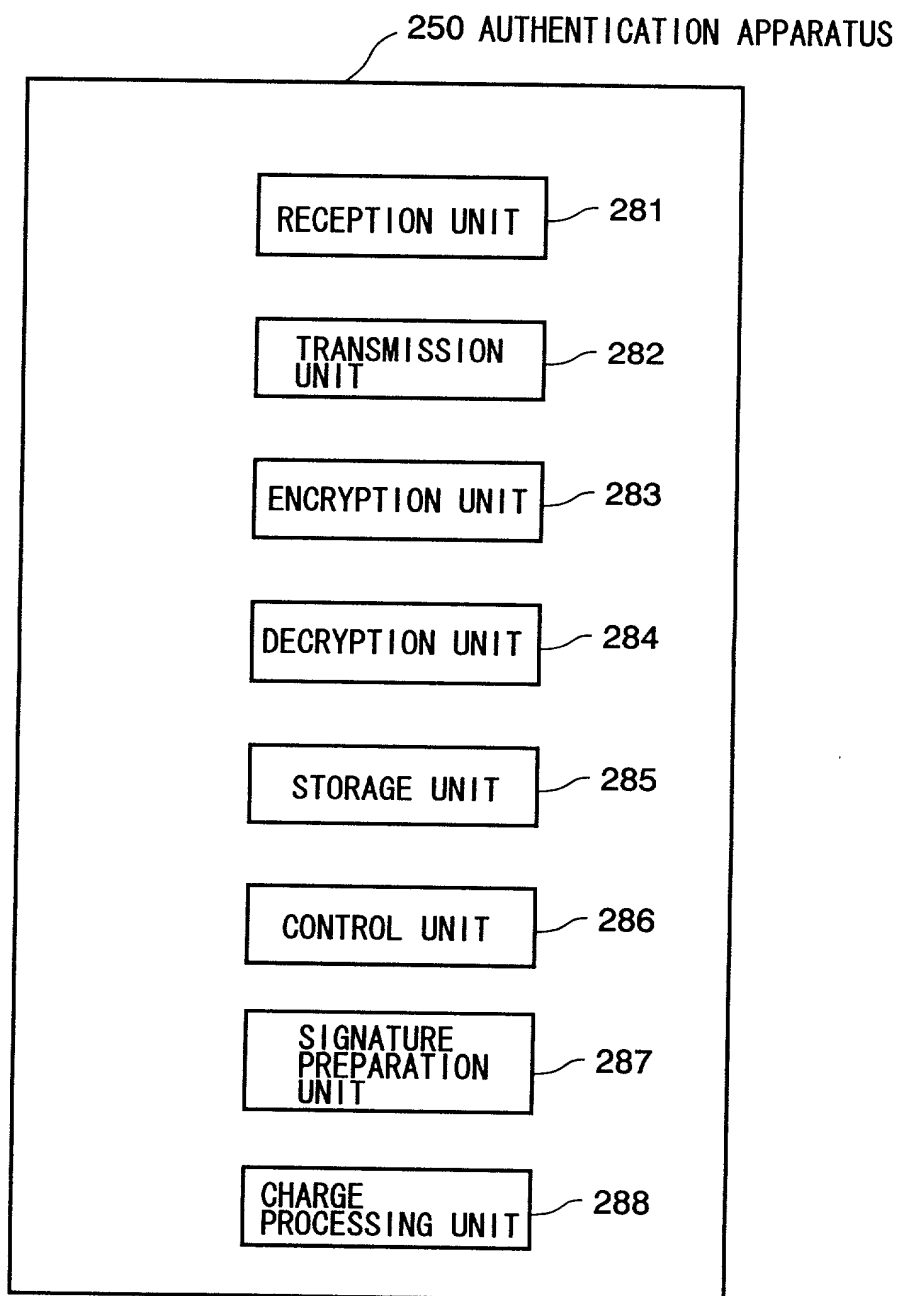 250 AUTHENTICATION APPARATUS
RECEPTION UNIT
281
TRANSMISSION
UNIT
282
ENCRYPTION UNIT
283
DECRYPTION UNIT
284
STORAGE UNIT
285
CONTROL UNIT
286
SIGNATURE
PREPARATION
UNIT
287
CHARGE
PROCESSING UNIT
288